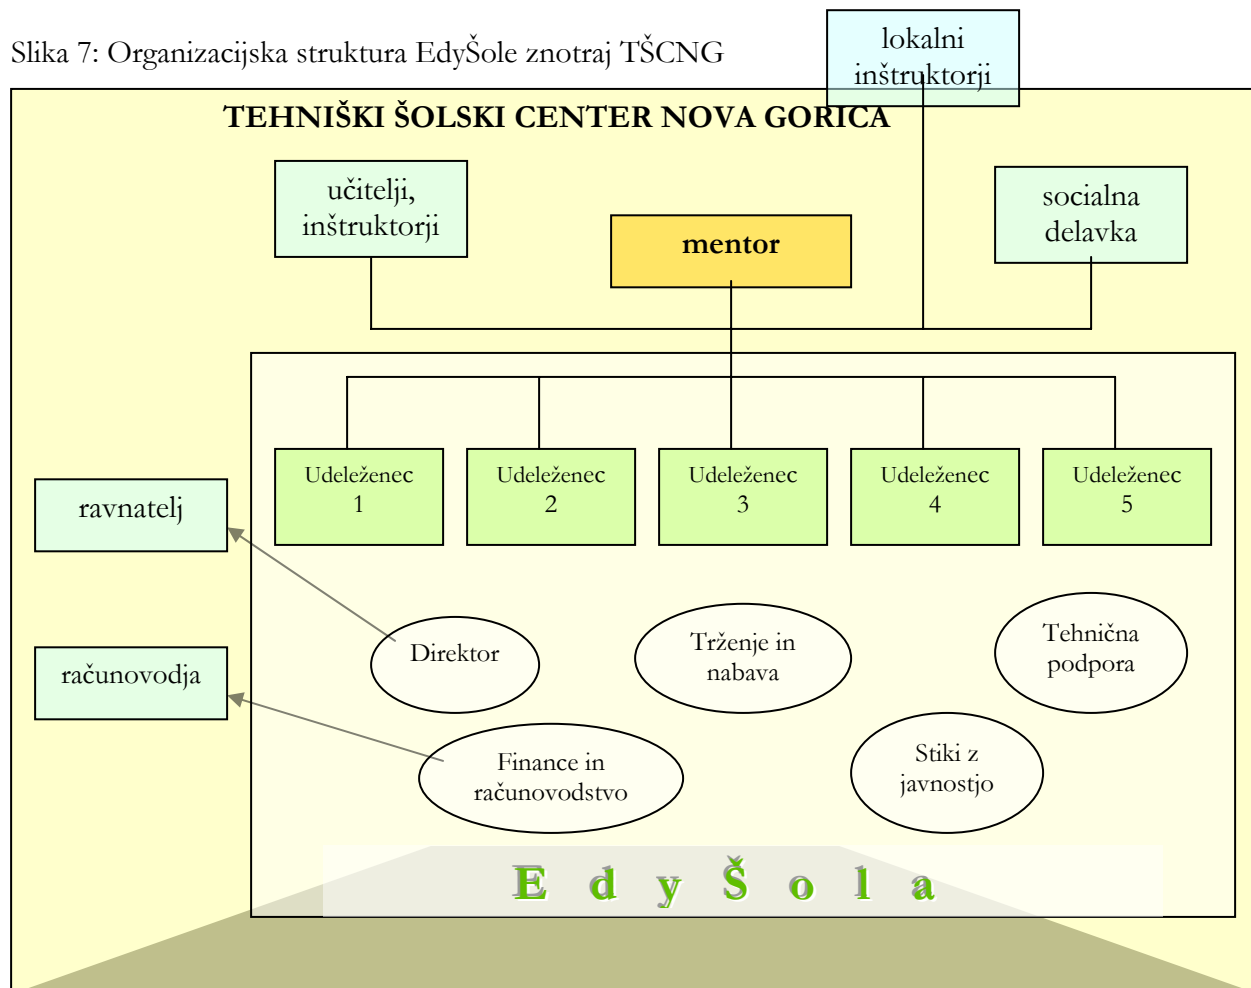 Slika 7: Organizacijska struktura EdyŠole znotraj TŠCNG
lokalni
inštruktorji
TEHNIŠKI ŠOLSKI CENTER NOVA GORICA
učitelji,
inštruktorji
mentor
socialna
delavka
Udeleženec
1
Udeleženec
2
Udeleženec
3
Udeleženec
4
Udeleženec
5
ravnatelj
računovodja
Direktor
Trženje in
nabava
Tehnična
podpora
Finance in
računovodstvo
Stiki z
javnostjo
E d y Š o l a